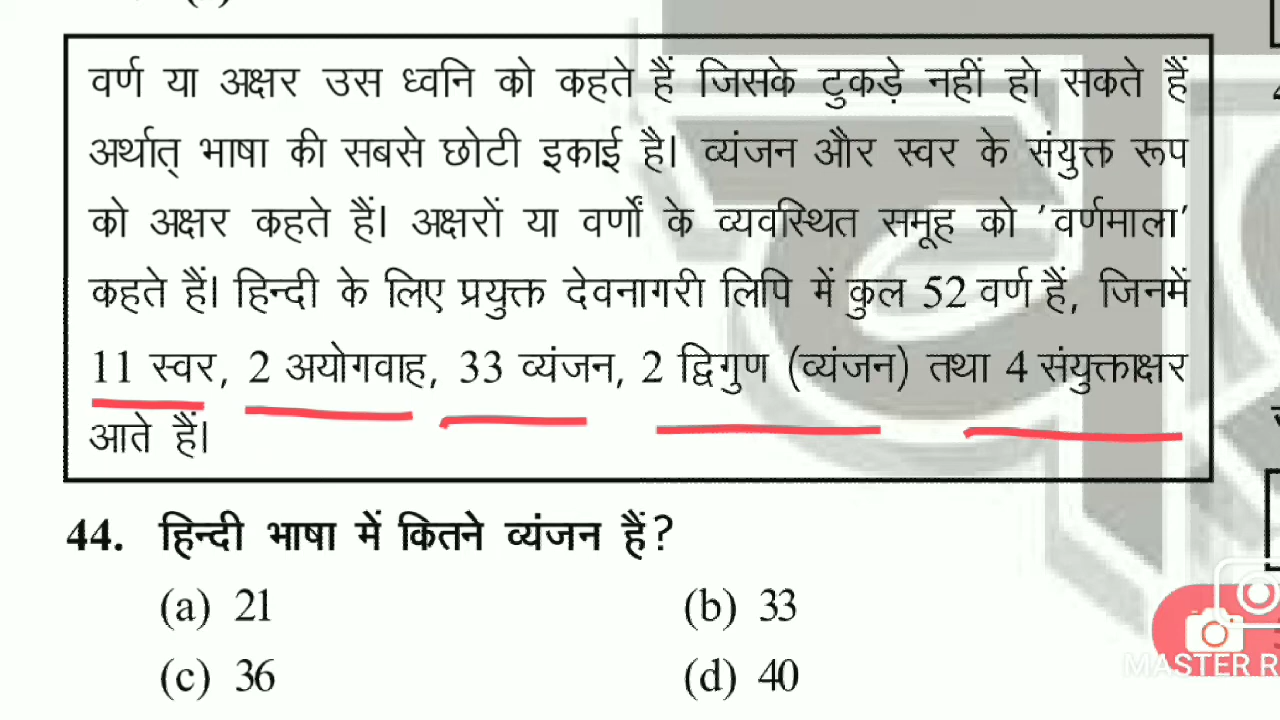 वर्ण या अक्षर उस ध्वनि को कहते हैं जिसके टुकड़े नहीं हो सकते हैं
अर्थात् भाषा की सबसे छोटी इकाई है। व्यंजन और स्वर के संयुक्त रूप
को अक्षर कहते हैं। अक्षरों या वर्णों के व्यवस्थित समूह को 'वर्णमाला'
कहते हैं। हिन्दी के लिए प्रयुक्त देवनागरी लिपि में कुल 52 वर्ण हैं, जिनमें
11 स्वर, 2 अयोगवाह, 33 व्यंजन, 2 द्विगुण (व्यंजन) तथा 4 संयुक्ताक्षर
आते हैं।
44. हिन्दी भाषा में कितने व्यंजन हैं?
(a) 21 (b) 33
(c) 36 (d) 40
MASTER R